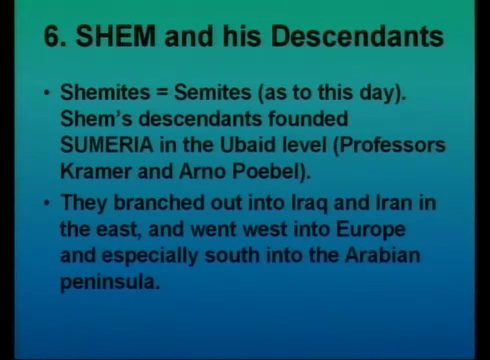 6. SHEM and his Descendants
• Shemites = Semites (as to this day).
Shem's descendants founded
SUMERIA in the Ubaid level (Professors
Kramer and Arno Poebel).
• They branched out into Iraq and Iran in
the east, and went west into Europe
and especially south into the Arabian
peninsula.